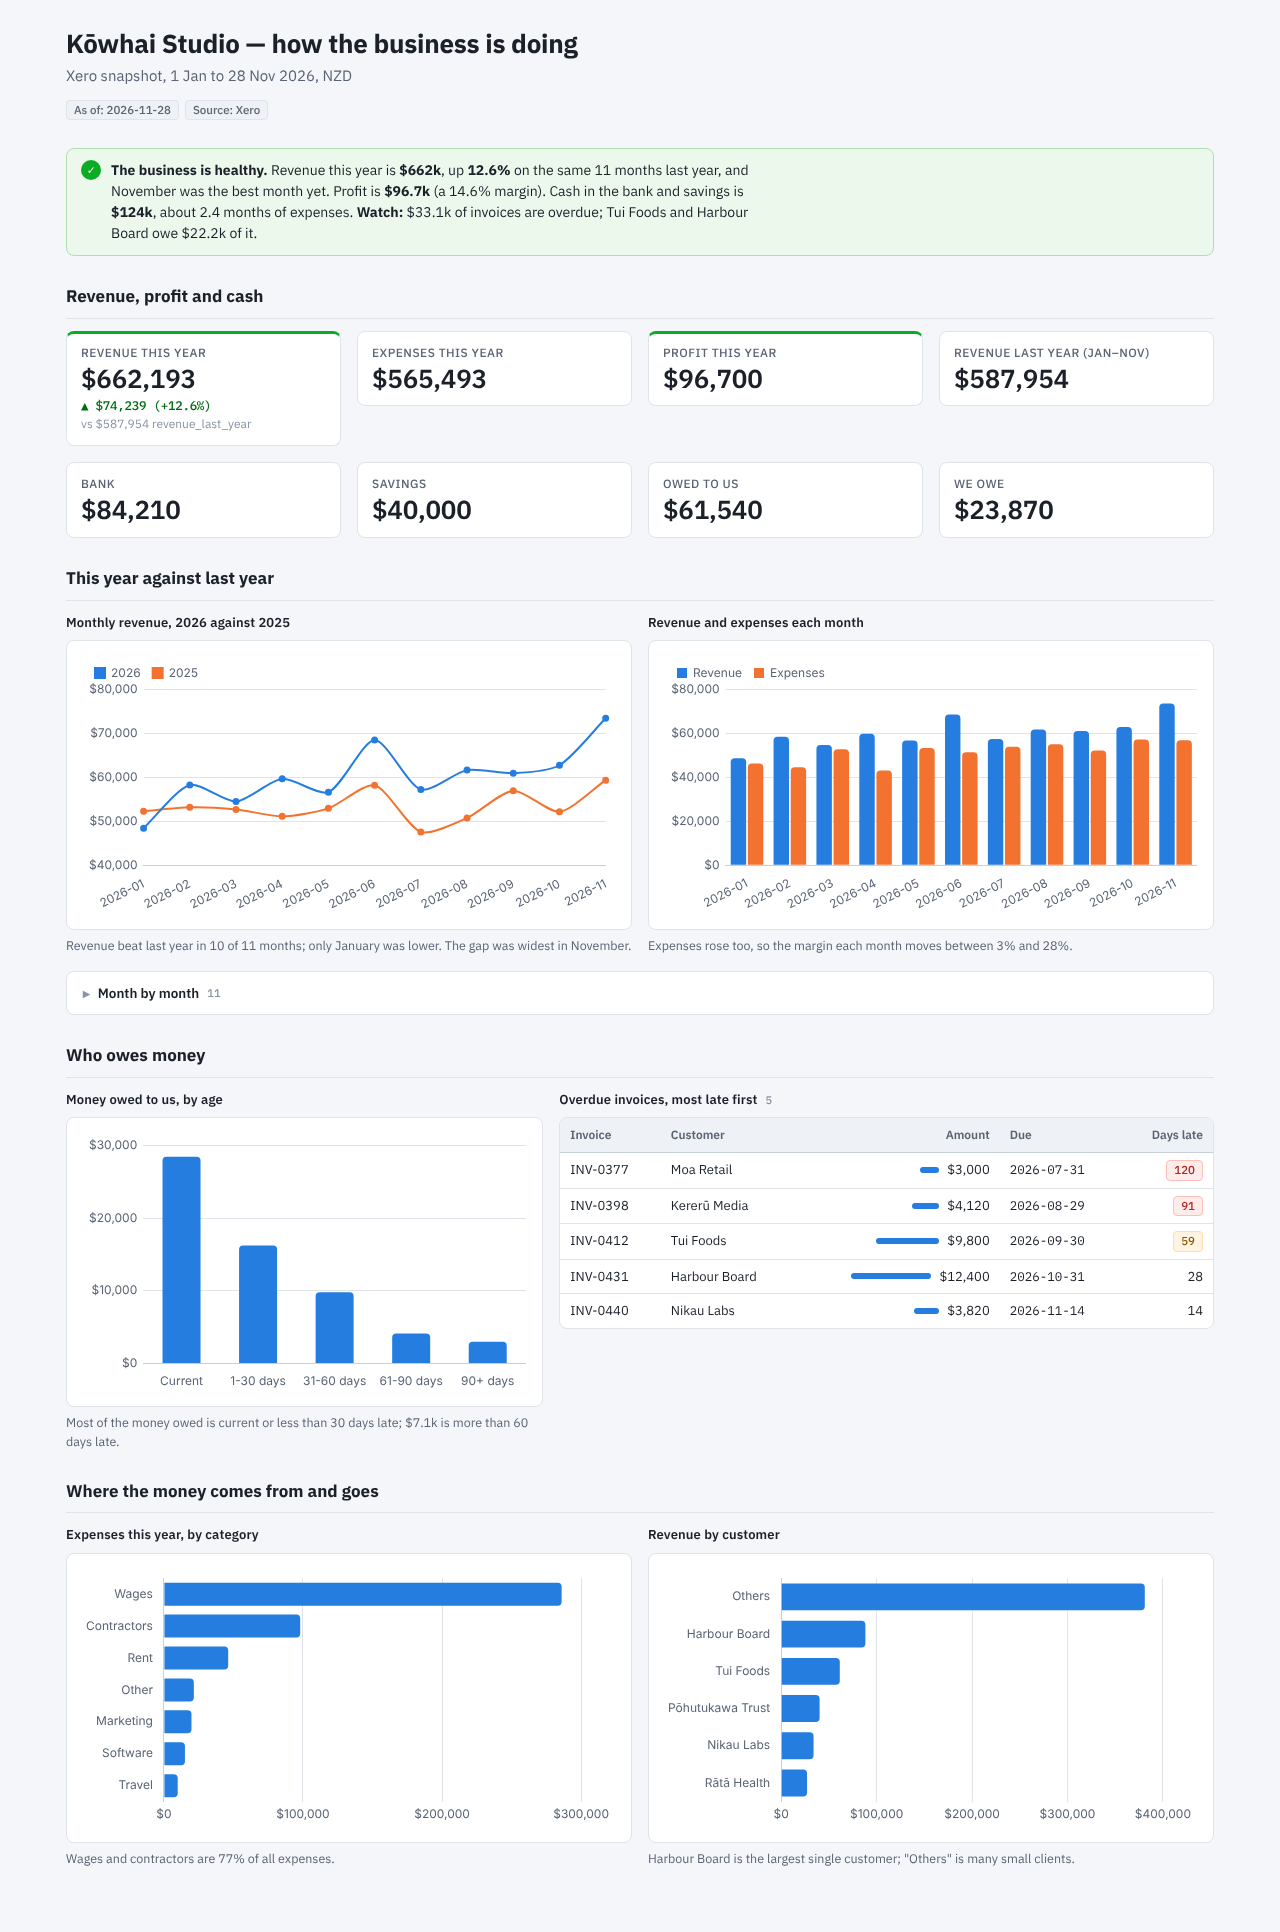 Kōwhai Studio — how the business is doing
Xero snapshot, 1 Jan to 28 Nov 2026, NZD
As of: 2026-11-28
Source: Xero
✓
The business is healthy. Revenue this year is $662k, up 12.6% on the same 11 months last year, and
November was the best month yet. Profit is $96.7k (a 14.6% margin). Cash in the bank and savings is
$124k, about 2.4 months of expenses. Watch: $33.1k of invoices are overdue; Tui Foods and Harbour
Board owe $22.2k of it.
Revenue, profit and cash
REVENUE THIS YEAR
$662,193
▲ $74,239 (+12.6%)
vs $587,954 revenue_last_year
EXPENSES THIS YEAR
$565,493
PROFIT THIS YEAR
$96,700
REVENUE LAST YEAR (JAN–NOV)
$587,954
BANK
$84,210
SAVINGS
$40,000
OWED TO US
$61,540
WE OWE
$23,870
This year against last year
Monthly revenue, 2026 against 2025
2026 2025
$80,000
$70,000
$60,000
$50,000
$40,000
2026-01 2026-02 2026-03 2026-04 2026-05 2026-06 2026-07 2026-08 2026-09 2026-10 2026-11
Revenue beat last year in 10 of 11 months; only January was lower. The gap was widest in November.
Revenue and expenses each month
Revenue Expenses
$80,000
$60,000
$40,000
$20,000
$0
2026-01 2026-02 2026-03 2026-04 2026-05 2026-06 2026-07 2026-08 2026-09 2026-10 2026-11
Expenses rose too, so the margin each month moves between 3% and 28%.
▶ Month by month 11
Who owes money
Money owed to us, by age
$30,000
$20,000
$10,000
$0
Current 1-30 days 31-60 days 61-90 days 90+ days
Most of the money owed is current or less than 30 days late; $7.1k is more than 60
days late.
Overdue invoices, most late first 5
Invoice Customer Amount Due Days late
INV-0377 Moa Retail $3,000 2026-07-31 120
INV-0398 Kererū Media $4,120 2026-08-29 91
INV-0412 Tui Foods $9,800 2026-09-30 59
INV-0431 Harbour Board $12,400 2026-10-31 28
INV-0440 Nikau Labs $3,820 2026-11-14 14
Where the money comes from and goes
Expenses this year, by category
Wages
Contractors
Rent
Other
Marketing
Software
Travel
$0 $100,000 $200,000 $300,000
Wages and contractors are 77% of all expenses.
Revenue by customer
Others
Harbour Board
Tui Foods
Pōhutukawa Trust
Nikau Labs
Rātā Health
$0 $100,000 $200,000 $300,000 $400,000
Harbour Board is the largest single customer; "Others" is many small clients.